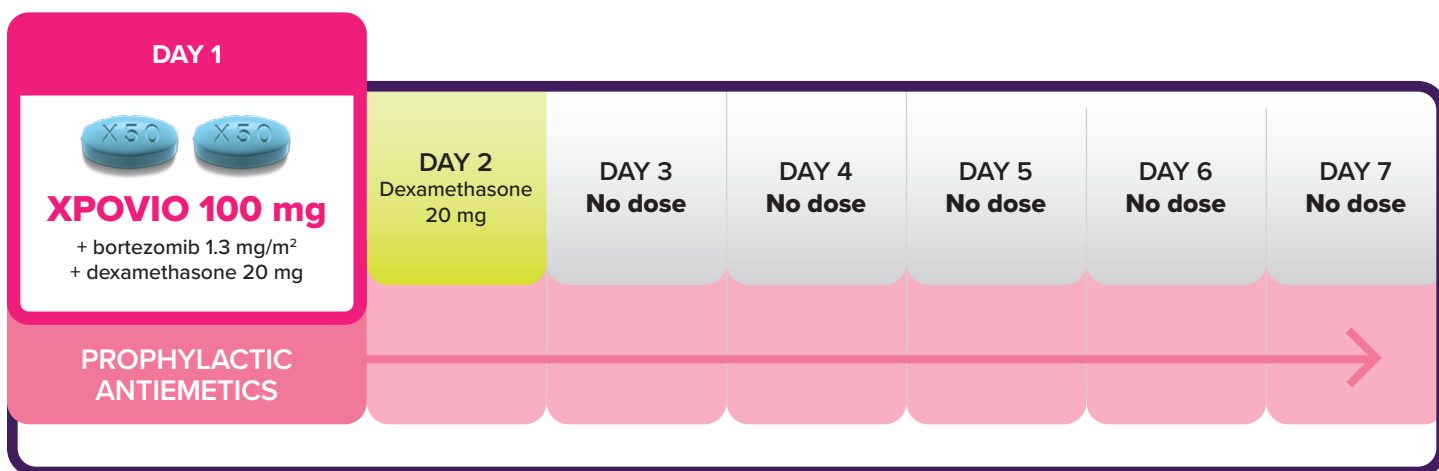 DAY 1
X50 X50
XPOVIO 100 mg
+ bortezomib 1.3 mg/m²
+ dexamethasone 20 mg
DAY 2
Dexamethasone
20 mg
DAY 3
No dose
DAY 4
No dose
DAY 5
No dose
DAY 6
No dose
DAY 7
No dose
PROPHYLACTIC
ANTIEMETICS